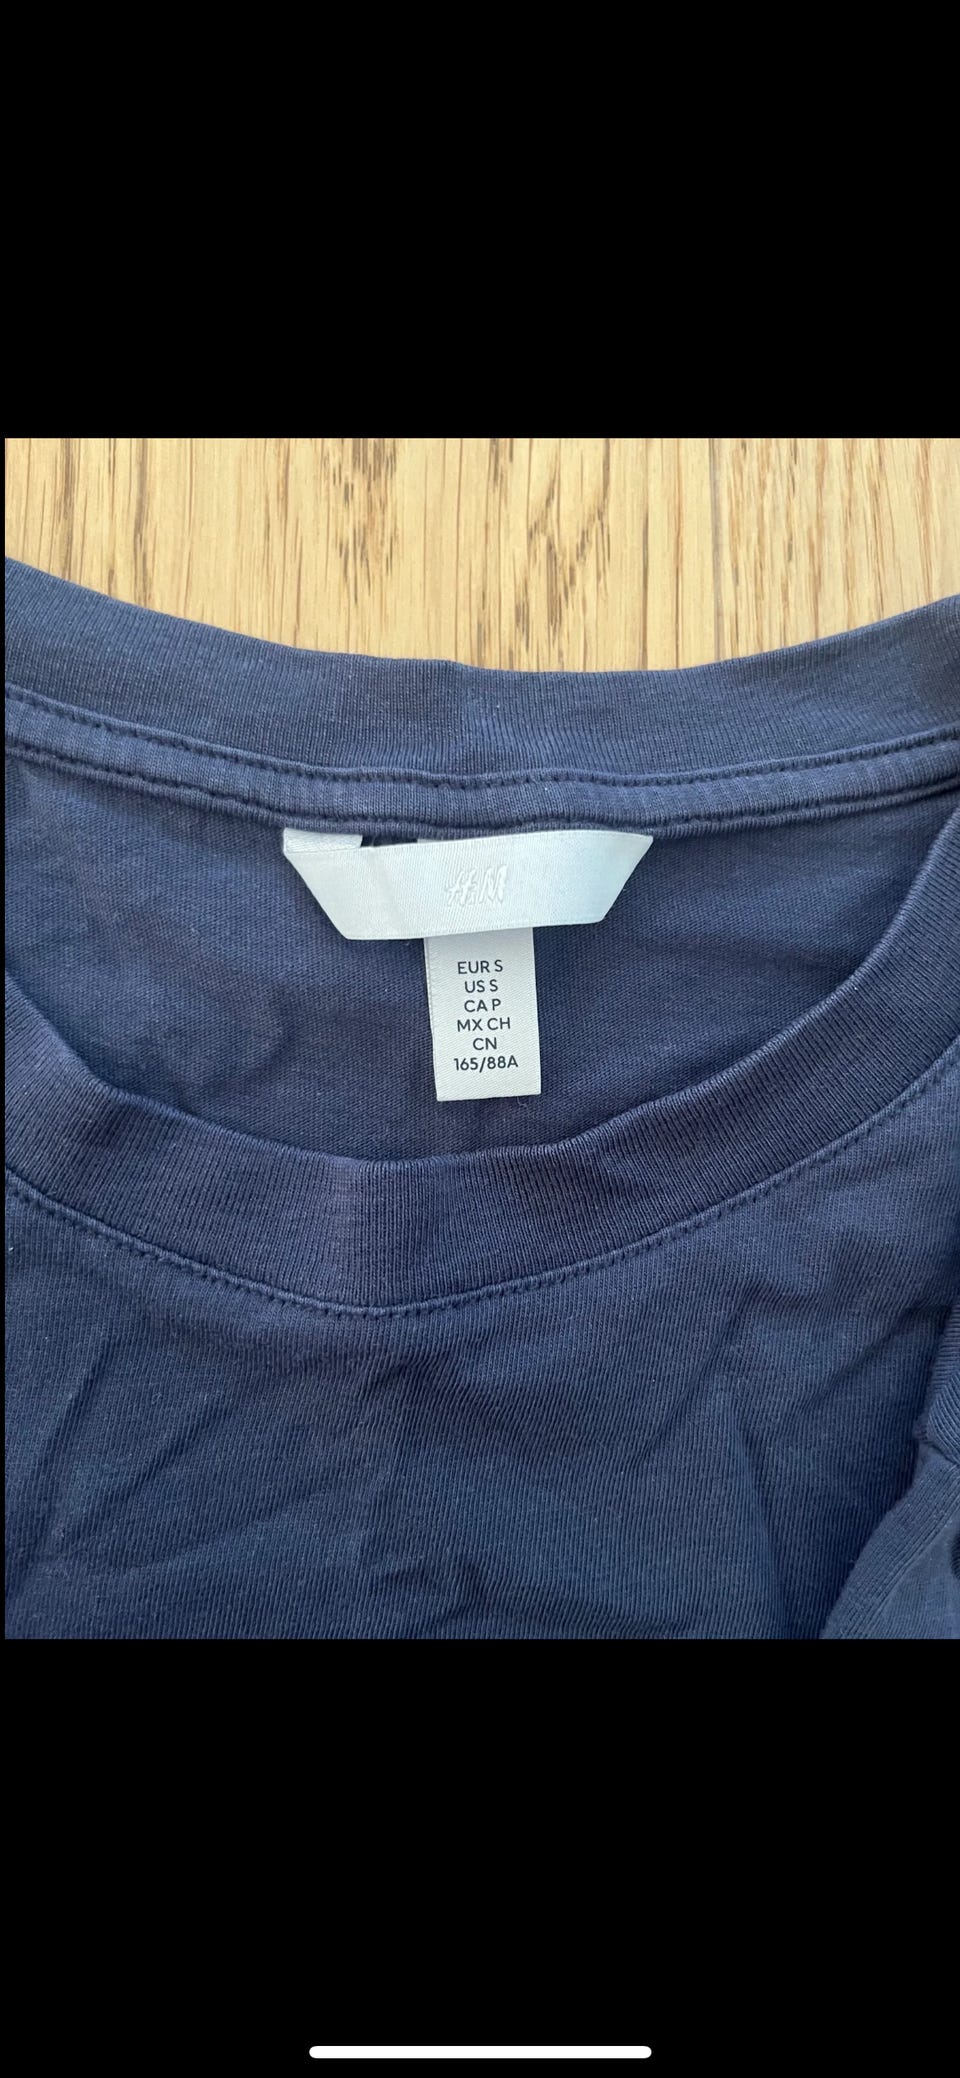 H&M
EUR S
US S
CA P
MX CH
CN
165/88A